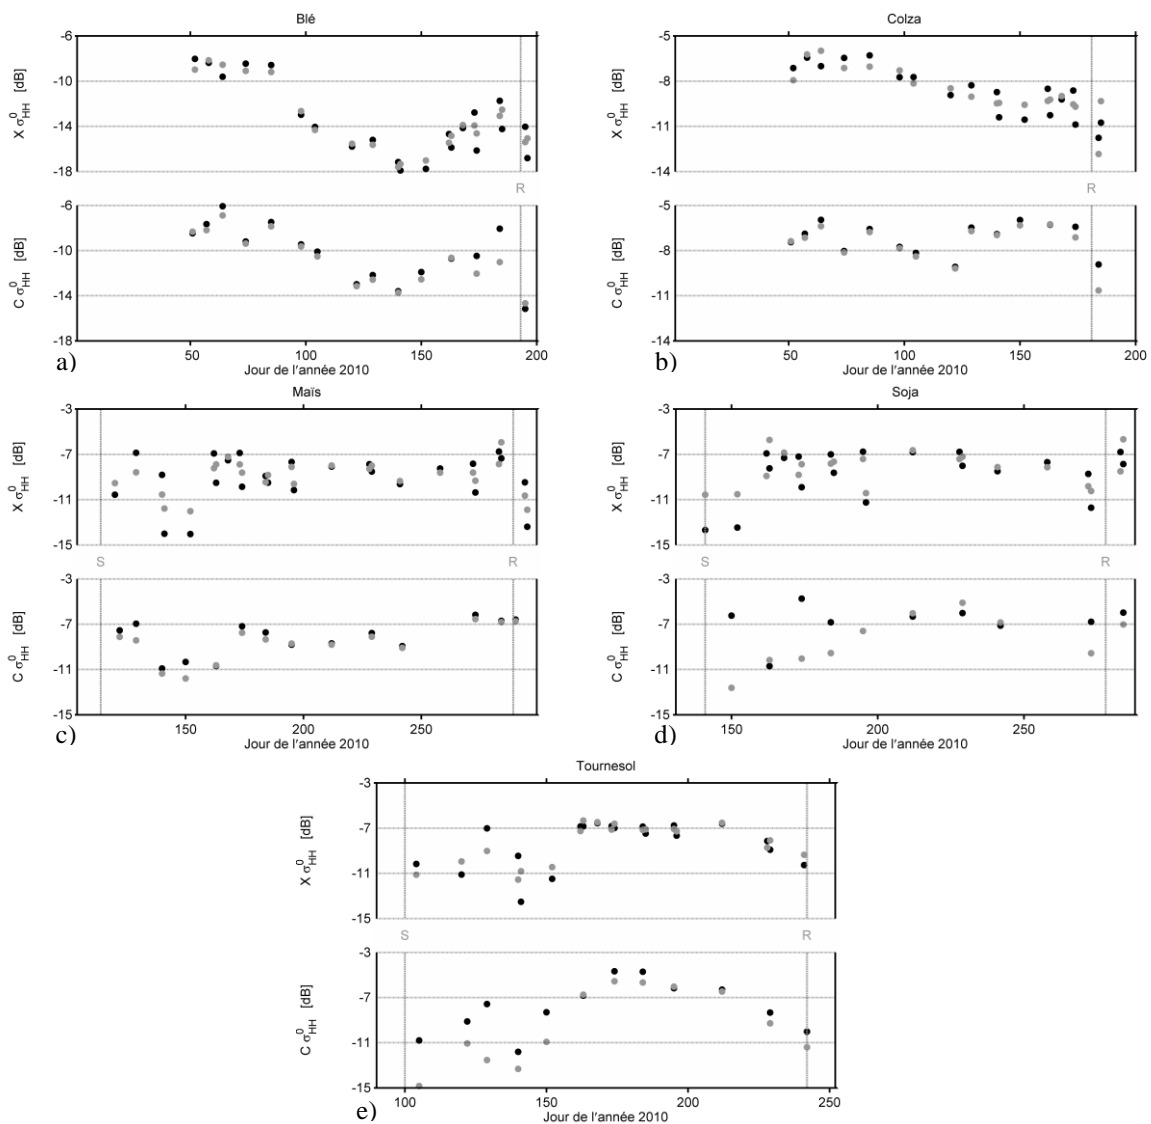 Blé
-6
-10
-14
-18
X σ⁰HH [dB]
R
-6
-10
-14
-18
C σ⁰HH [dB]
50 100 150 200
a) Jour de l'année 2010
Colza
-5
-8
-11
-14
X σ⁰HH [dB]
R
-5
-8
-11
-14
C σ⁰HH [dB]
50 100 150 200
b) Jour de l'année 2010
Maïs
-3
-7
-11
-15
X σ⁰HH [dB]
S R
-3
-7
-11
-15
C σ⁰HH [dB]
150 200 250
c) Jour de l'année 2010
Soja
-3
-7
-11
-15
X σ⁰HH [dB]
S R
-3
-7
-11
-15
C σ⁰HH [dB]
150 200 250
d) Jour de l'année 2010
Tournesol
-3
-7
-11
-15
X σ⁰HH [dB]
S R
-3
-7
-11
-15
C σ⁰HH [dB]
100 150 200 250
e) Jour de l'année 2010